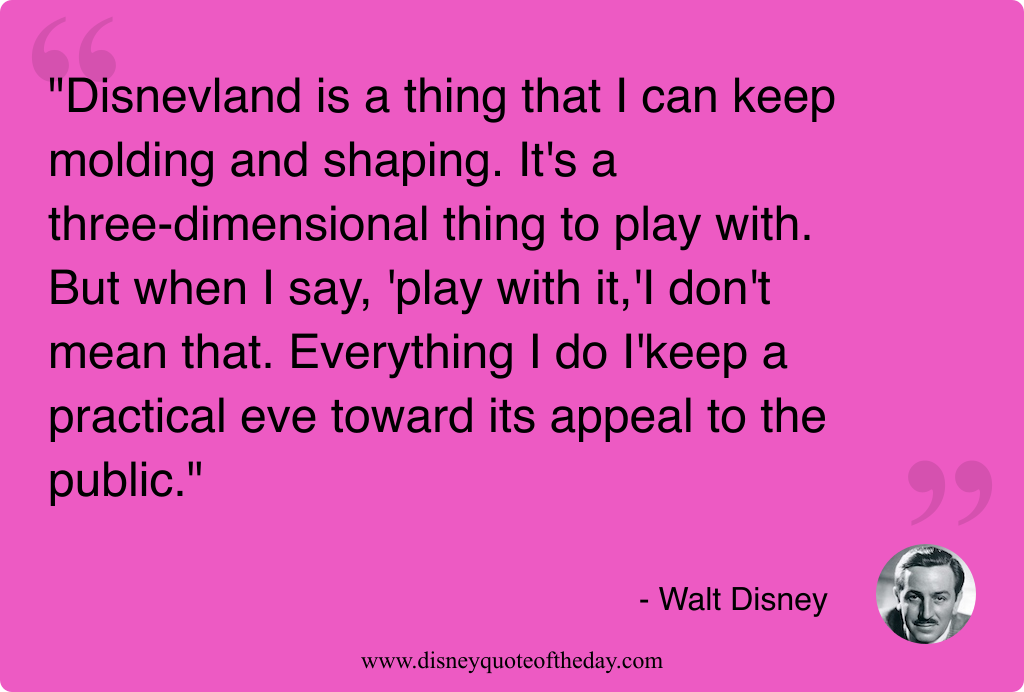 "Disnevland is a thing that I can keep
molding and shaping. It's a
three-dimensional thing to play with.
But when I say, 'play with it,'I don't
mean that. Everything I do I'keep a
practical eve toward its appeal to the
public."
- Walt Disney
www.disneyquoteoftheday.com